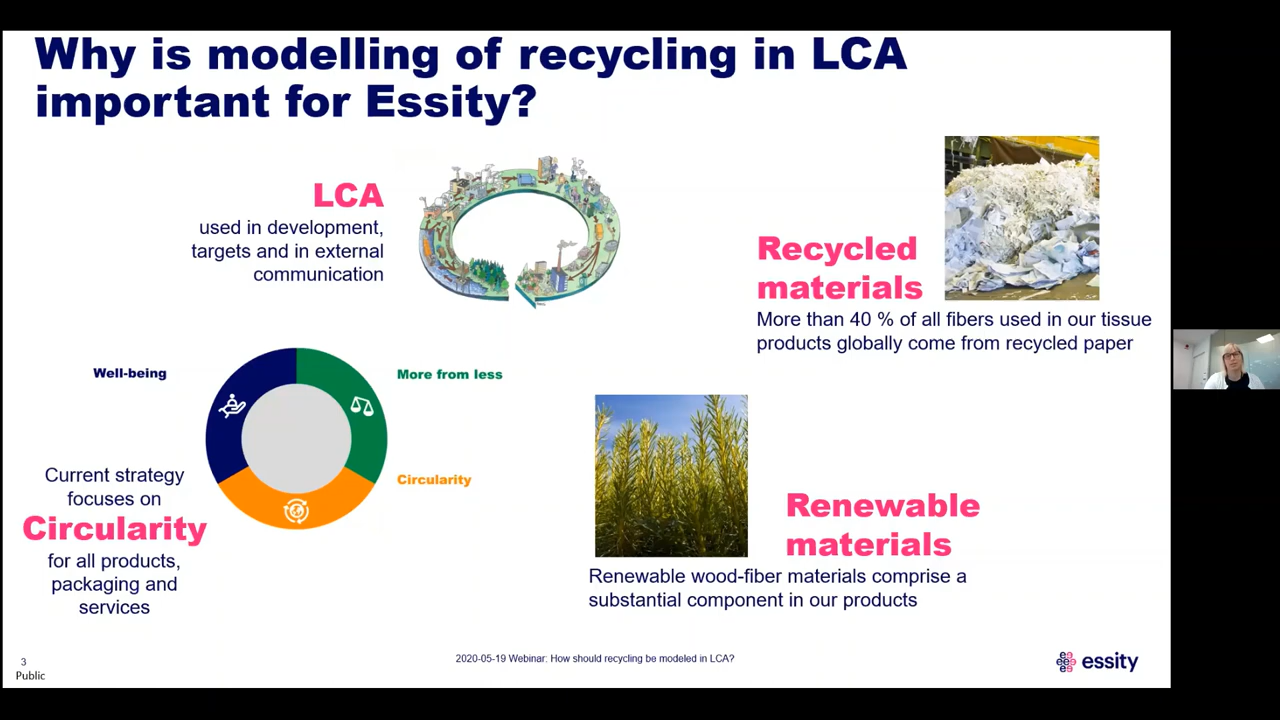 Why is modelling of recycling in LCA
important for Essity?
LCA
used in development,
targets and in external
communication
Recycled
materials
More than 40 % of all fibers used in our tissue
products globally come from recycled paper
Well-being
More from less
Circularity
Current strategy
focuses on
Circularity
for all products,
packaging and
services
Renewable
materials
Renewable wood-fiber materials comprise a
substantial component in our products
3
Public
2020-05-19 Webinar: How should recycling be modeled in LCA?
essity